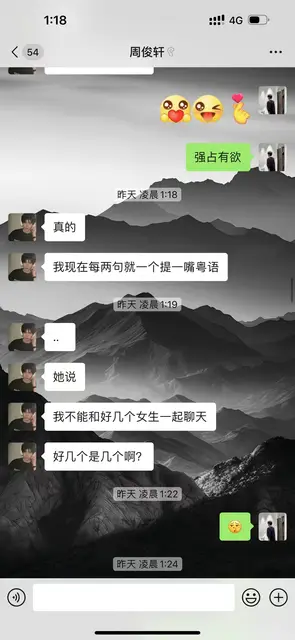 1:18
4G
54
周俊轩
强占有欲
昨天 凌晨 1:18
真的
我现在每两句就一个提一嘴粤语
昨天 凌晨 1:19
..
她说
我不能和好几个女生一起聊天
好几个是几个啊?
昨天 凌晨 1:22
昨天 凌晨 1:24